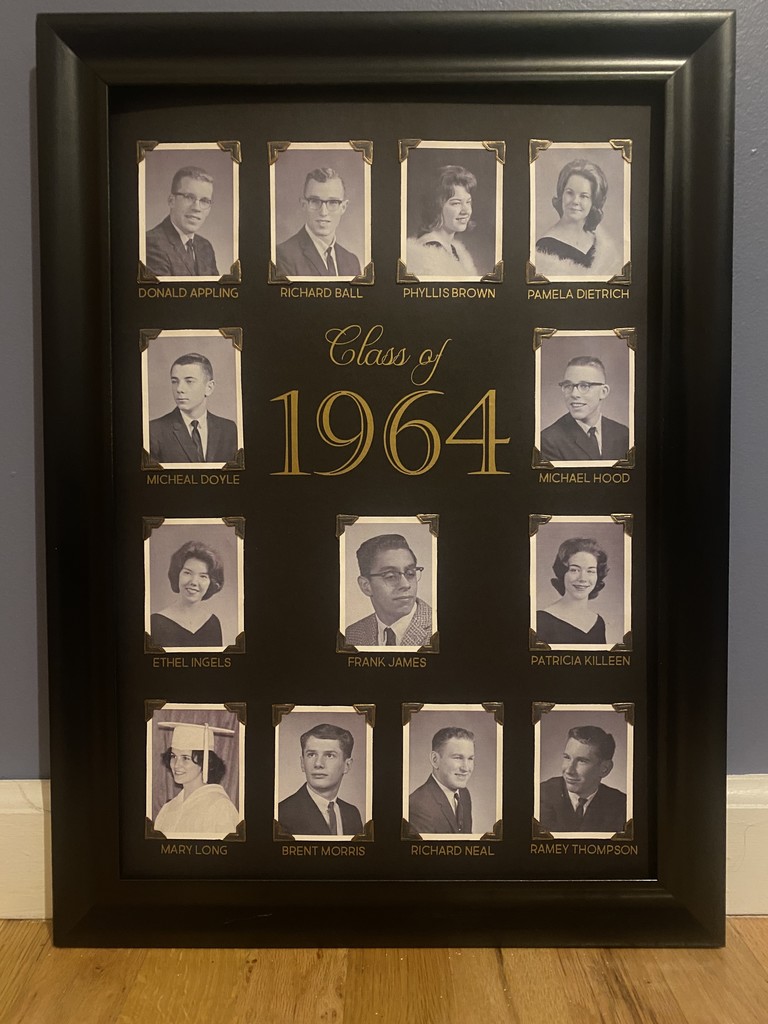 DONALD APPLING
RICHARD BALL
PHYLLIS BROWN
PAMELA DIETRICH
Class of
1964
MICHEAL DOYLE
MICHAEL HOOD
ETHEL INGELS
FRANK JAMES
PATRICIA KILLEEN
MARY LONG
BRENT MORRIS
RICHARD NEAL
RAMEY THOMPSON